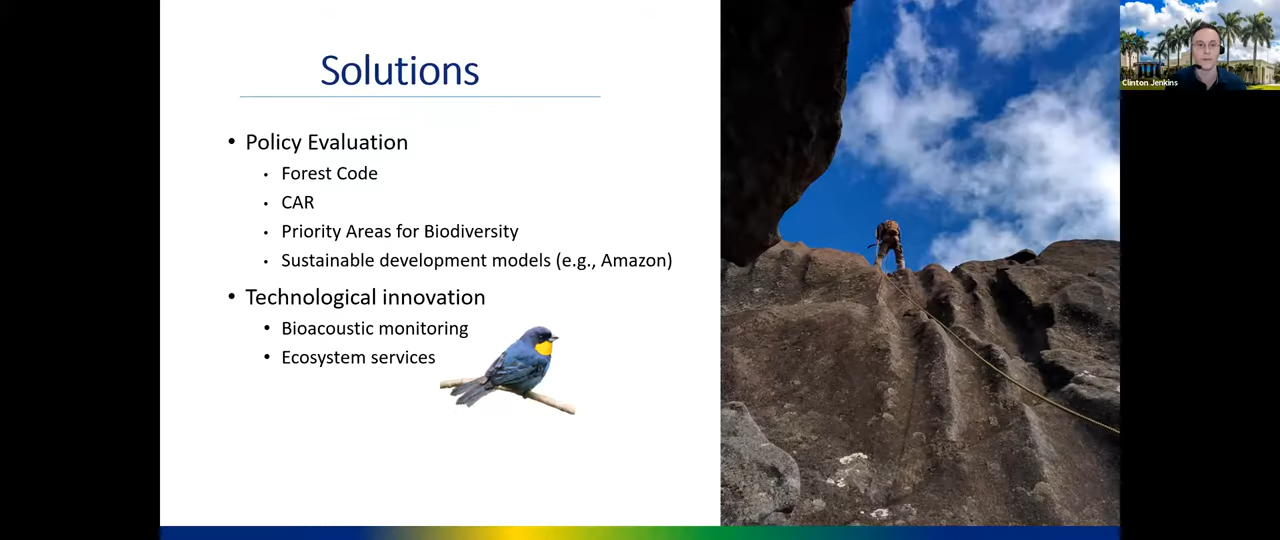 Solutions
• Policy Evaluation
• Forest Code
• CAR
• Priority Areas for Biodiversity
• Sustainable development models (e.g., Amazon)
• Technological innovation
• Bioacoustic monitoring
• Ecosystem services
Clinton Jenkins